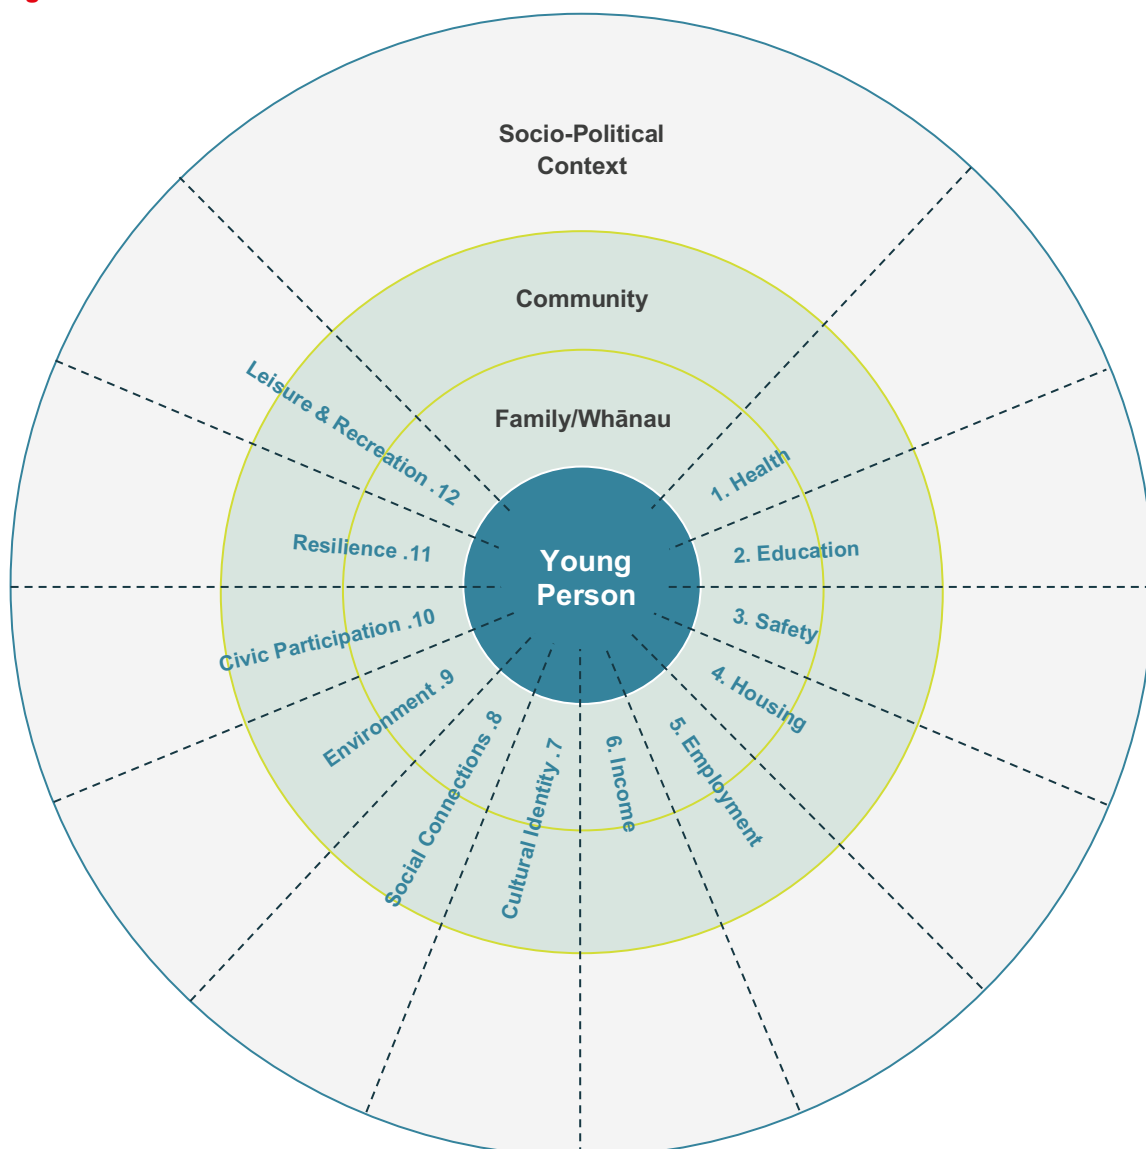 Socio-Political
Context
Community
Family/Whānau
Young
Person
1. Health
2. Education
3. Safety
4. Housing
5. Employment
6. Income
Cultural Identity .7
Social Connections .8
Environment .9
Civic Participation .10
Resilience .11
Leisure & Recreation .12